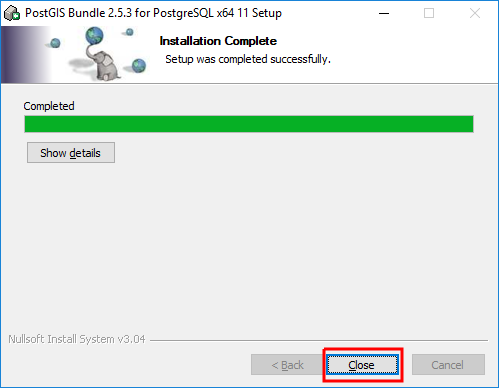 PostGIS Bundle 2.5.3 for PostgreSQL x64 11 Setup
Installation Complete
Setup was completed successfully.
Completed
Show details
Nullsoft Install System v3.04
< Back
Close
Cancel